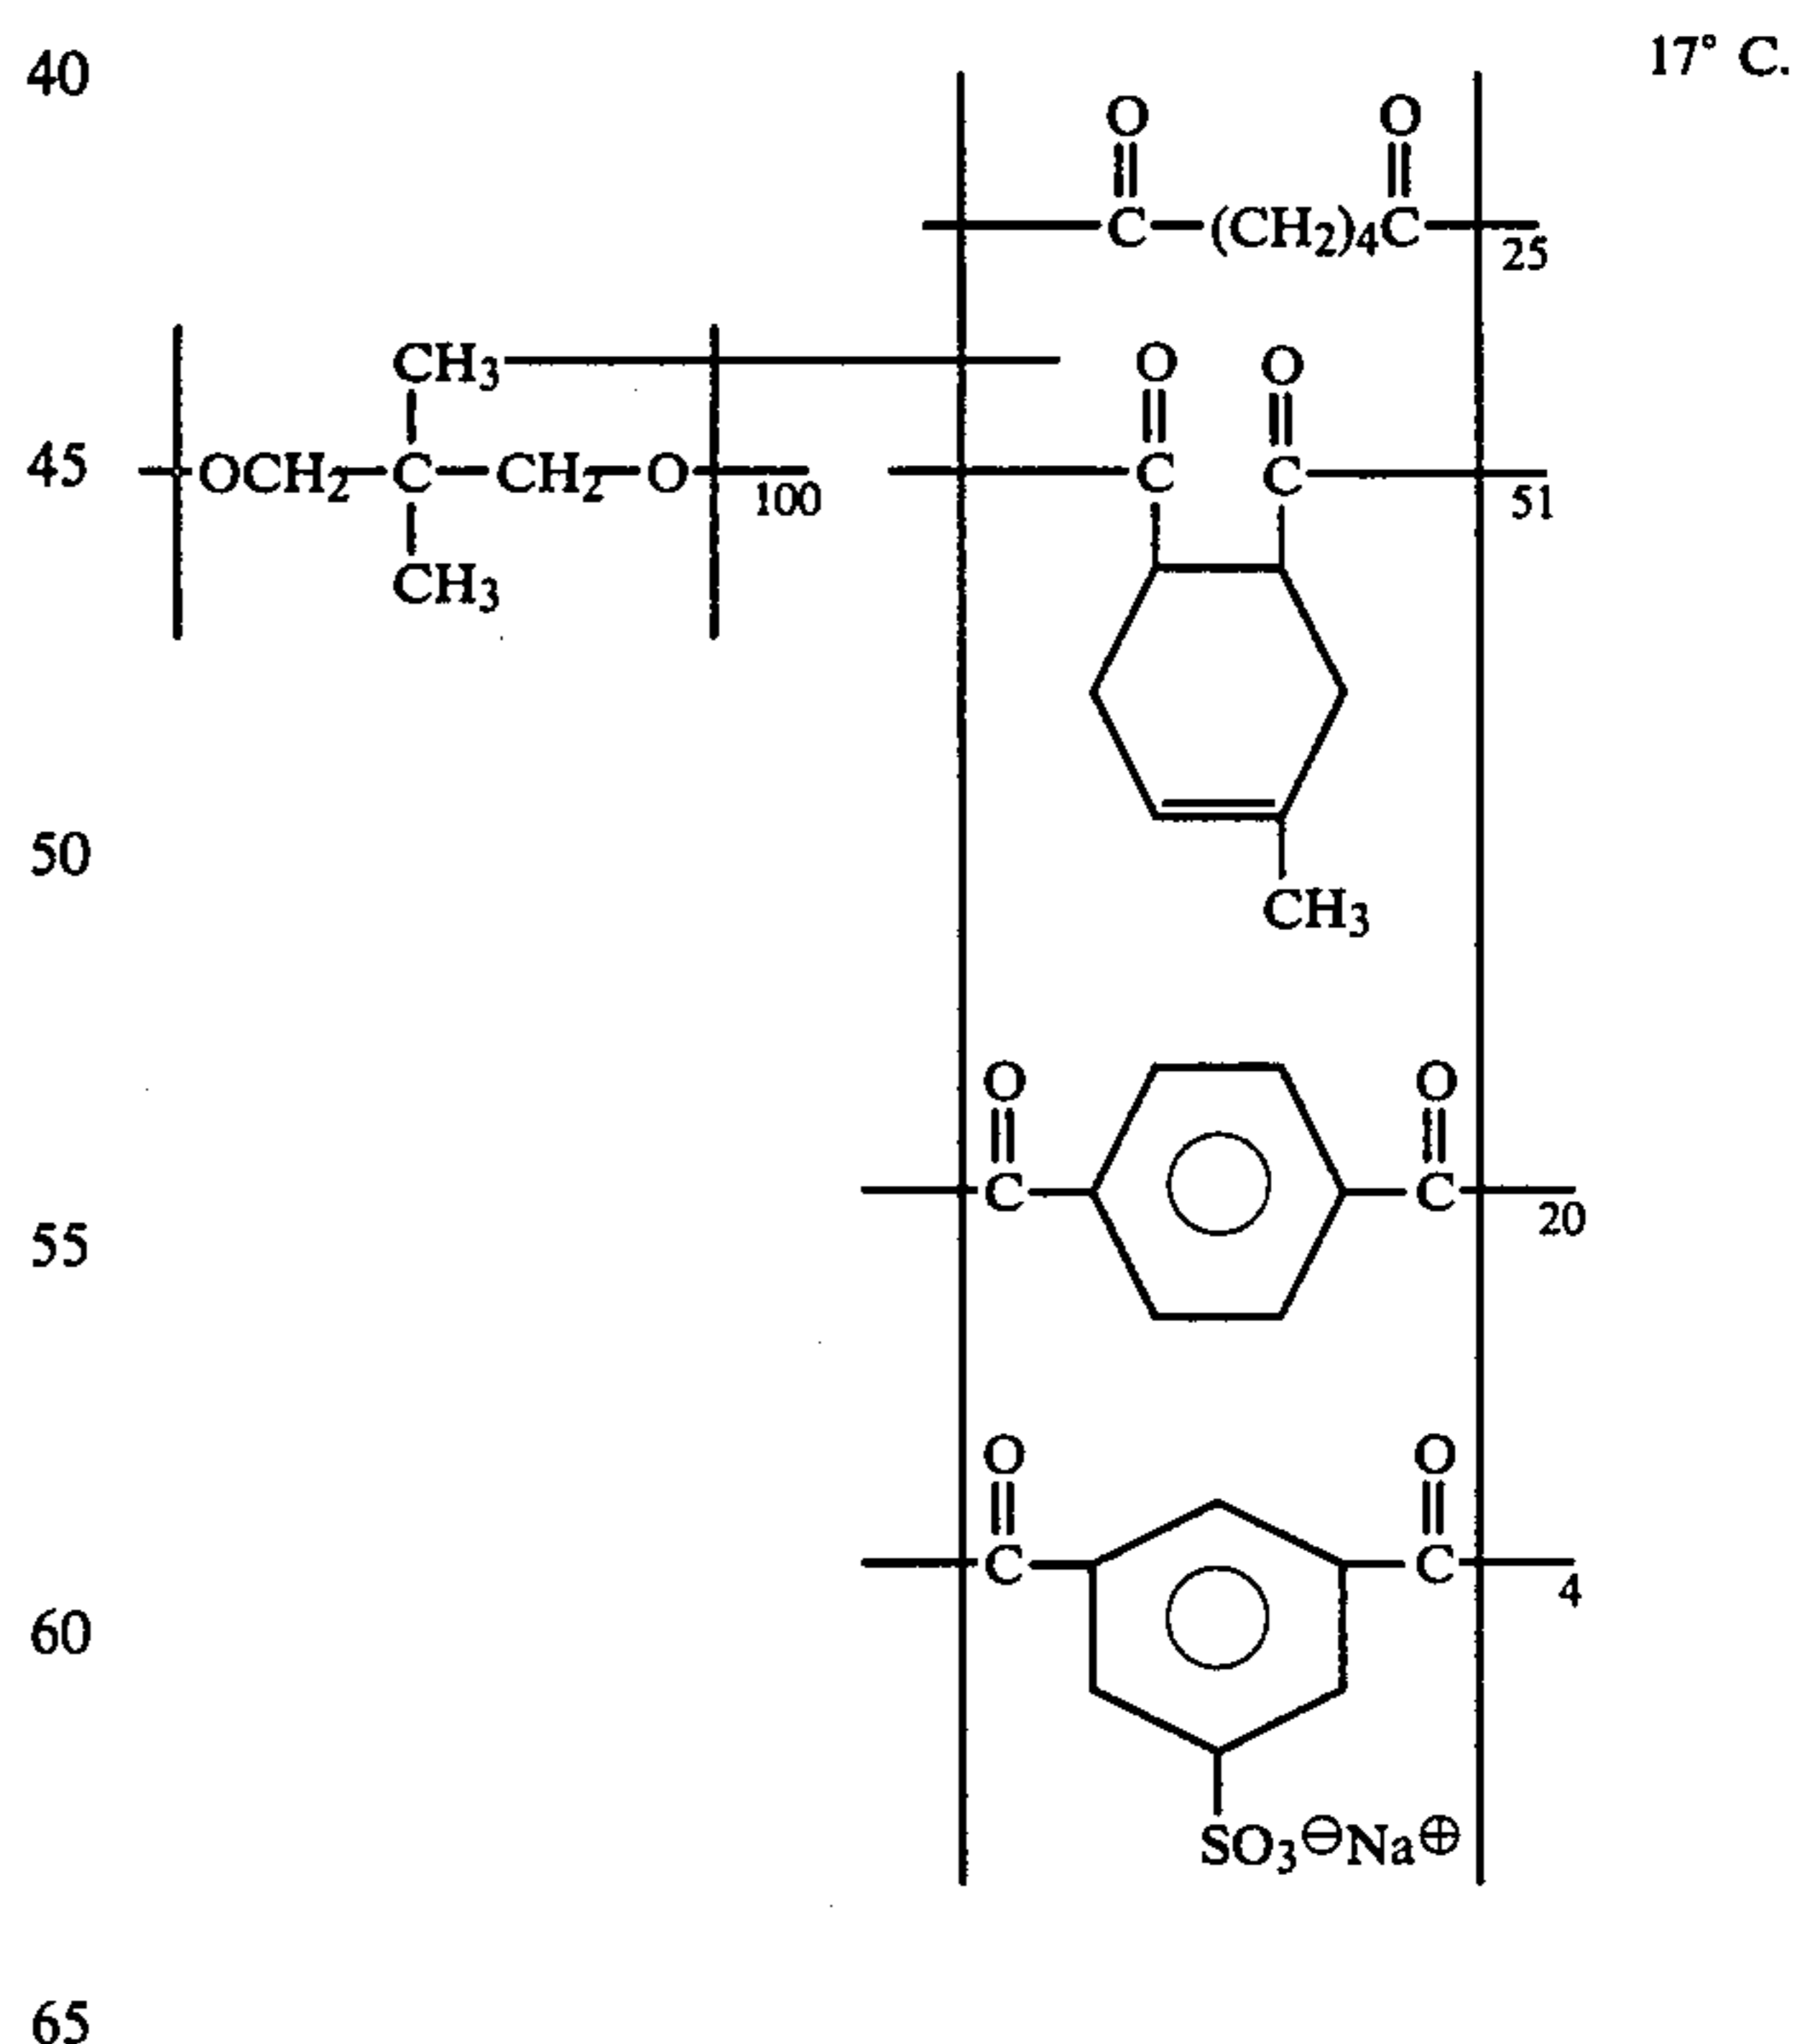 40
17° C.
O O
C—(CH2)4C
25
CH3
O O
45
OCH2—C—CH2—O
100
C C
51
CH3
50
CH3
O O
C C
20
55
O O
C C
4
60
SO3⊖Na⊕
65